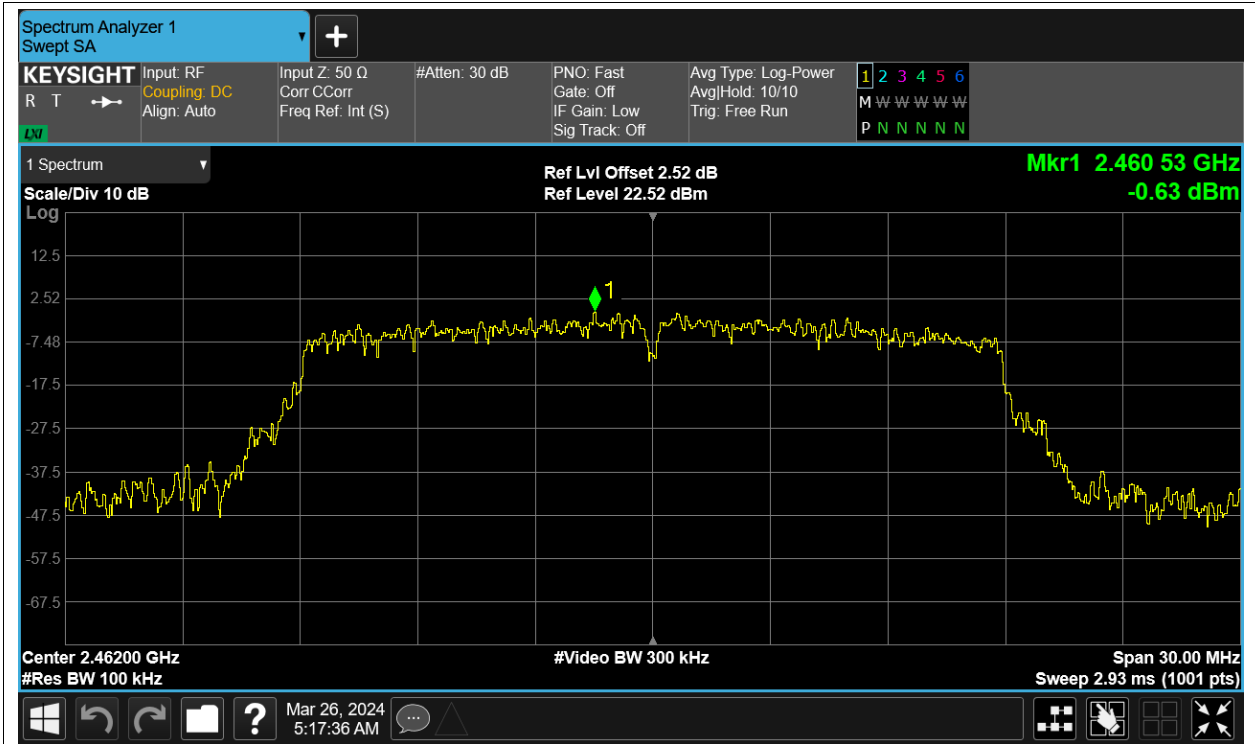 Spectrum Analyzer 1
Swept SA
KEYSIGHT
R T
LXI
Input: RF
Coupling: DC
Align: Auto
Input Z: 50 Ω
Corr CCorr
Freq Ref: Int (S)
#Atten: 30 dB
PNO: Fast
Gate: Off
IF Gain: Low
Sig Track: Off
Avg Type: Log-Power
Avg|Hold: 10/10
Trig: Free Run
1 2 3 4 5 6
M W W W W W
P N N N N N
1 Spectrum
Scale/Div 10 dB
Log
Ref Lvl Offset 2.52 dB
Ref Level 22.52 dBm
Mkr1 2.460 53 GHz
-0.63 dBm
12.5
2.52
-7.48
-17.5
-27.5
-37.5
-47.5
-57.5
-67.5
1
Center 2.46200 GHz
#Res BW 100 kHz
#Video BW 300 kHz
Span 30.00 MHz
Sweep 2.93 ms (1001 pts)
?
Mar 26, 2024
5:17:36 AM